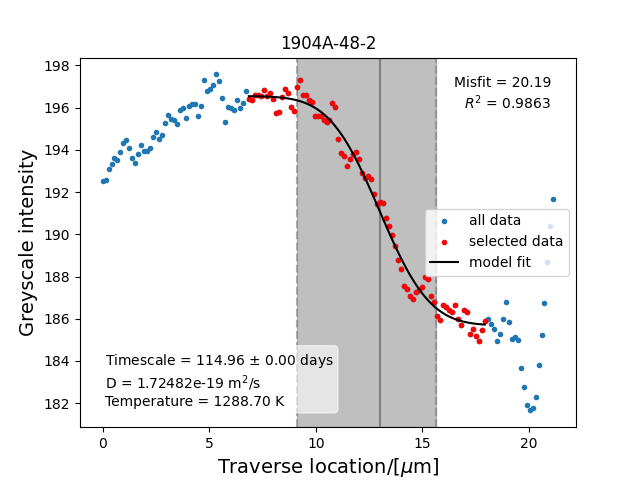 1904A-48-2
Misfit = 20.19
R² = 0.9863
Greyscale intensity
198
196
194
192
190
188
186
184
182
all data
selected data
model fit
Timescale = 114.96 ± 0.00 days
D = 1.72482e-19 m²/s
Temperature = 1288.70 K
0 5 10 15 20
Traverse location/[μm]